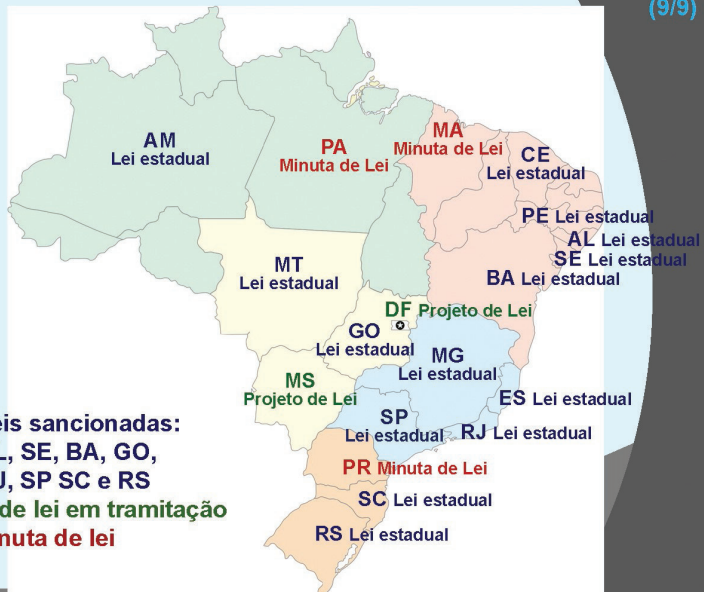 (9/9)
AM
Lei estadual
PA
Minuta de Lei
MA
Minuta de Lei
CE
Lei estadual
PE Lei estadual
AL Lei estadual
SE Lei estadual
BA Lei estadual
MT
Lei estadual
DF Projeto de Lei
GO
Lei estadual
MG
Lei estadual
MS
Projeto de Lei
ES Lei estadual
SP
Lei estadual
RJ Lei estadual
PR Minuta de Lei
SC Lei estadual
RS Lei estadual
eis sancionadas:
L, SE, BA, GO,
J, SP SC e RS
de lei em tramitação
nuta de lei